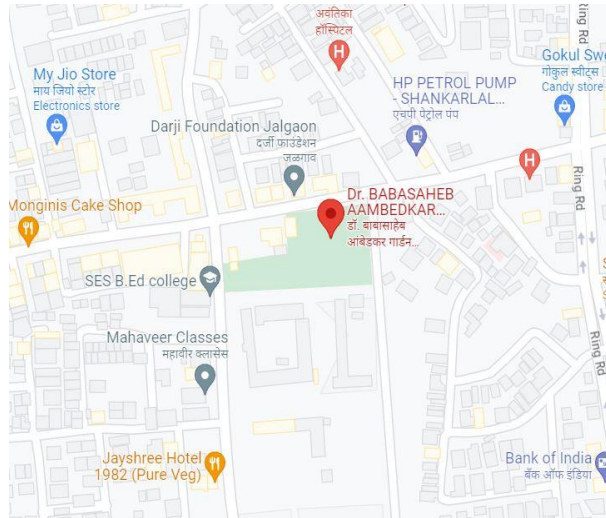 अवंतिका
हॉस्पिटल
My Jio Store
माय जियो स्टोर
Electronics store
HP PETROL PUMP
- SHANKARLAL...
एचपी पेट्रोल पंप
Gokul Swe
गोकुल स्वीट्स
Candy store
Ring Rd
Darji Foundation Jalgaon
दर्जी फाउंडेशन
जळगाव
H
H
Ring Rd
Monginis Cake Shop
Dr. BABASAHEB
AAMBEDKAR...
डॉ. बाबासाहेब
आंबेडकर गार्डन...
SES B.Ed college
Mahaveer Classes
महावीर क्लासेस
Ring Rd
Jayshree Hotel
1982 (Pure Veg)
Bank of India
बँक ऑफ इंडिया